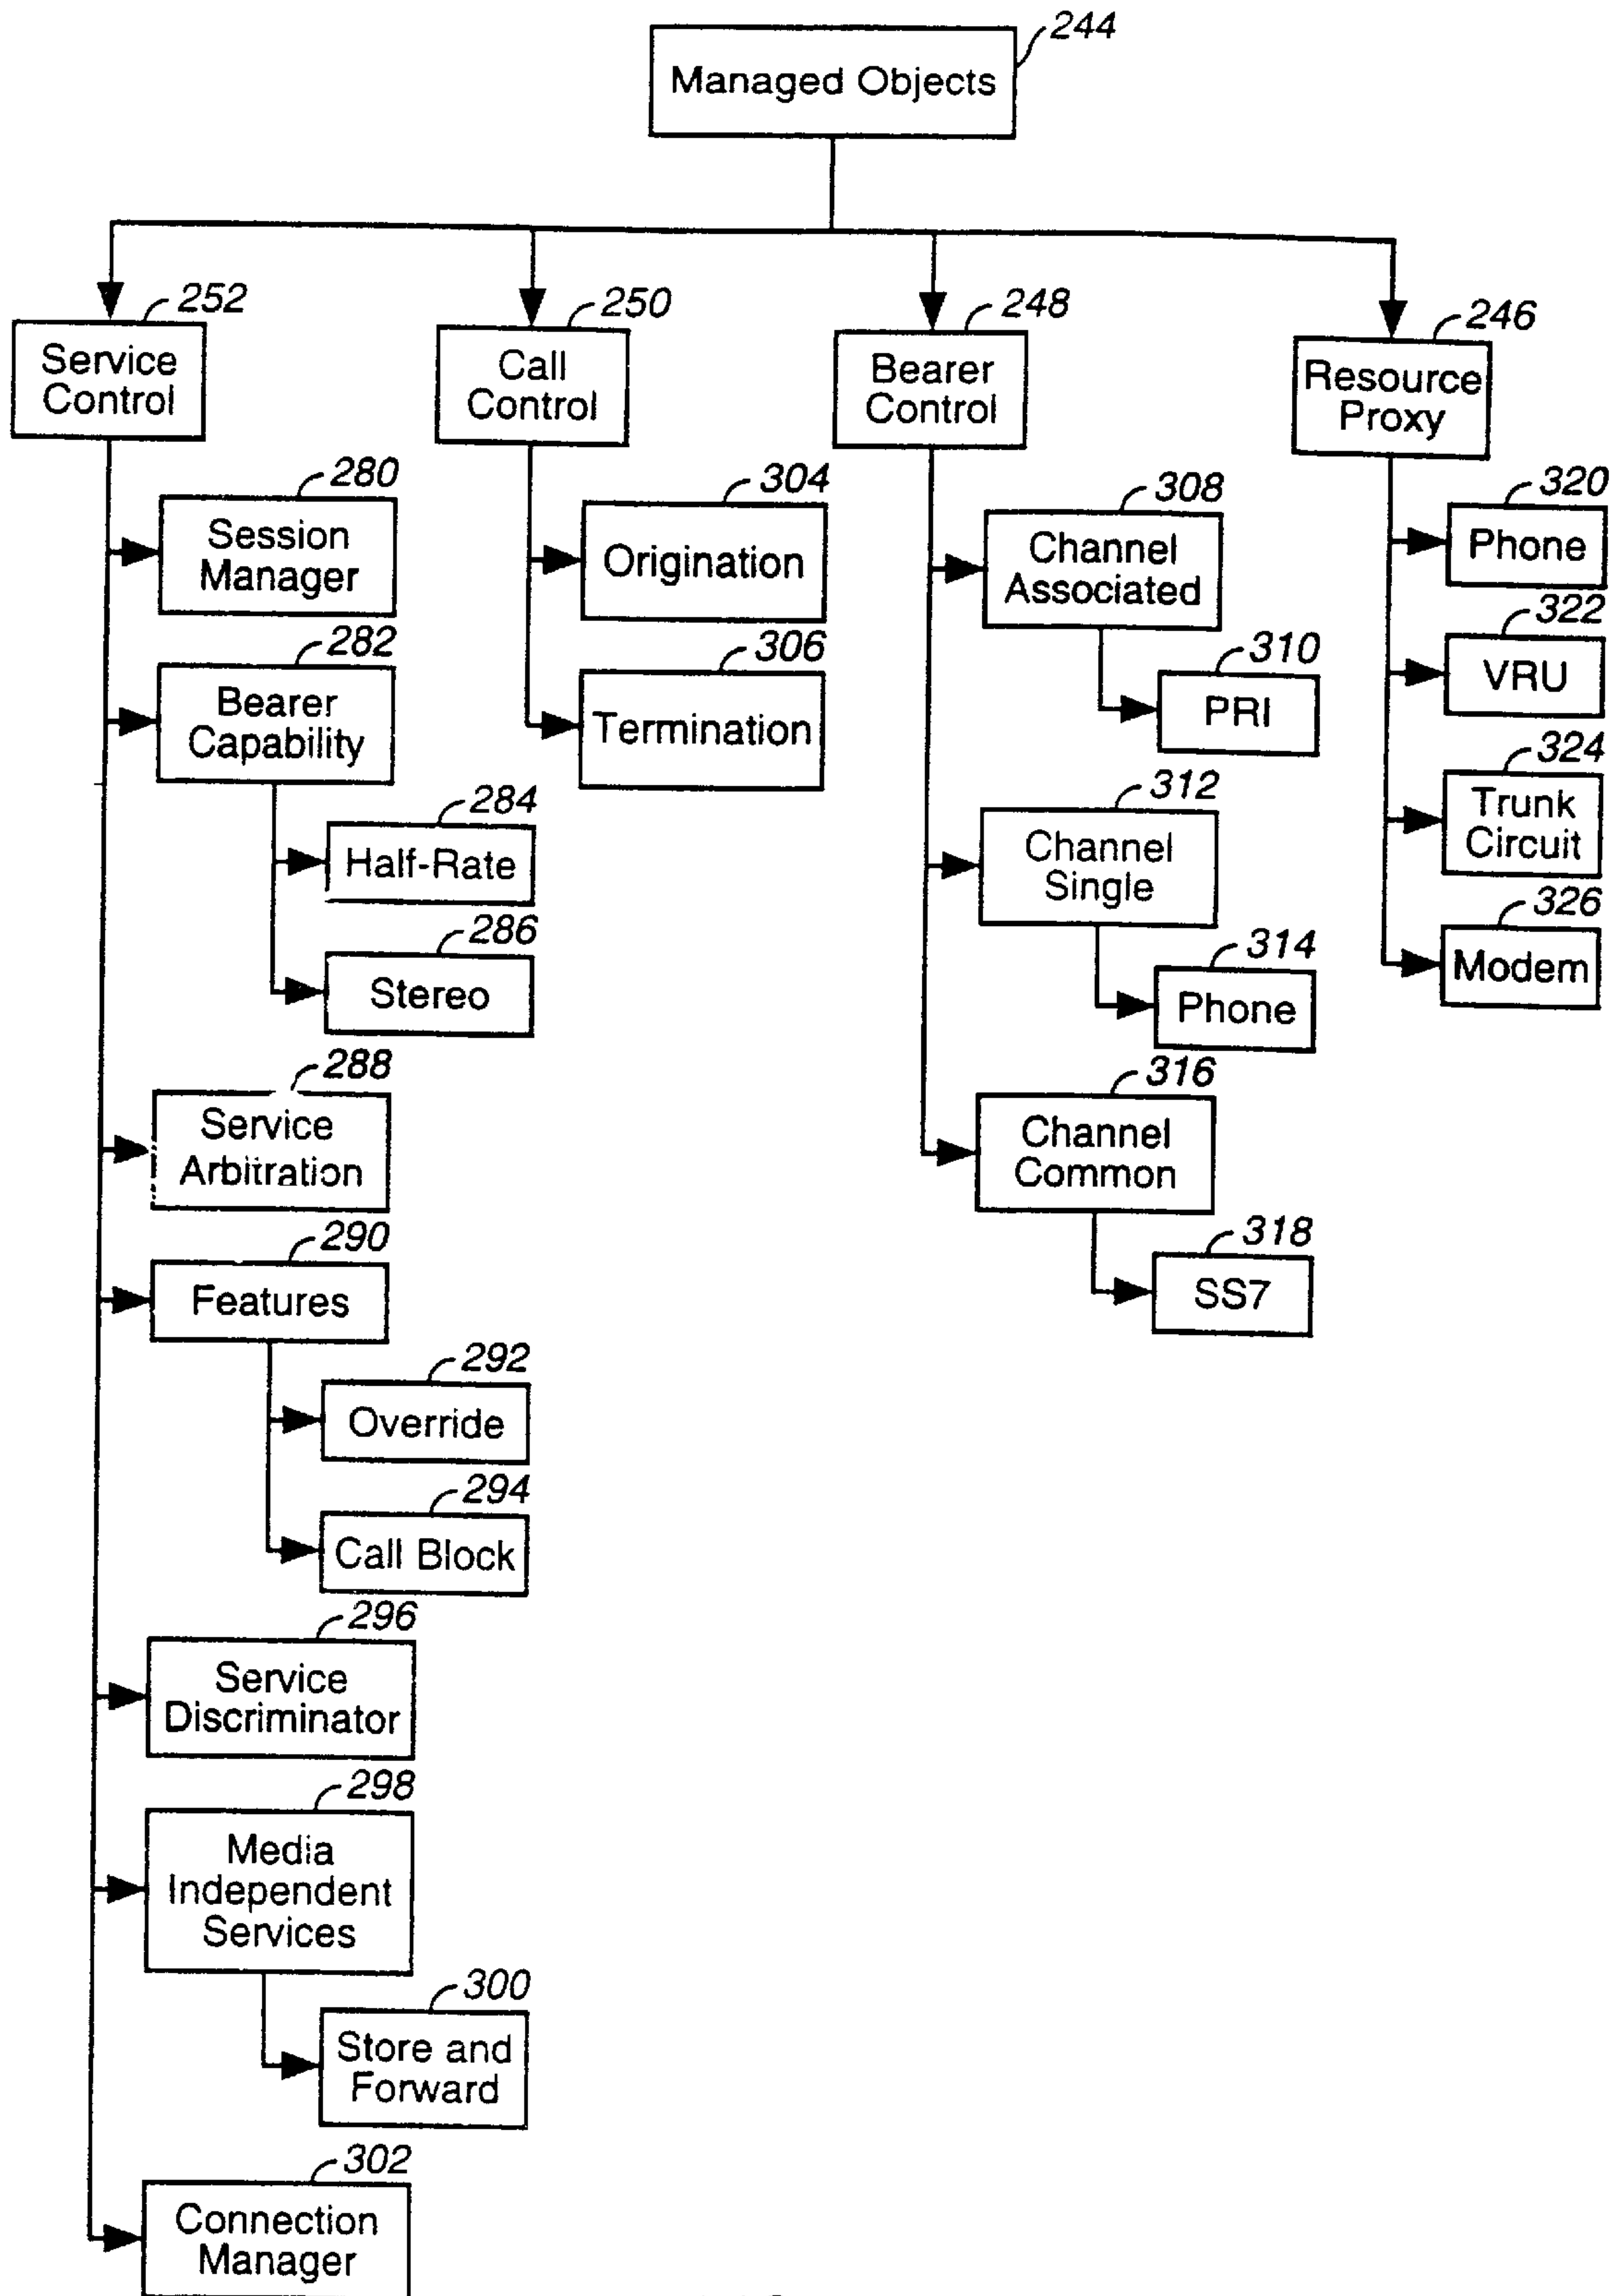 244
Managed Objects
252
Service
Control
250
Call
Control
248
Bearer
Control
246
Resource
Proxy
280
Session
Manager
282
Bearer
Capability
284
Half-Rate
286
Stereo
288
Service
Arbitration
290
Features
292
Override
294
Call Block
296
Service
Discriminator
298
Media
Independent
Services
300
Store and
Forward
302
Connection
Manager
304
Origination
306
Termination
308
Channel
Associated
310
PRI
312
Channel
Single
314
Phone
316
Channel
Common
318
SS7
320
Phone
322
VRU
324
Trunk
Circuit
326
Modem